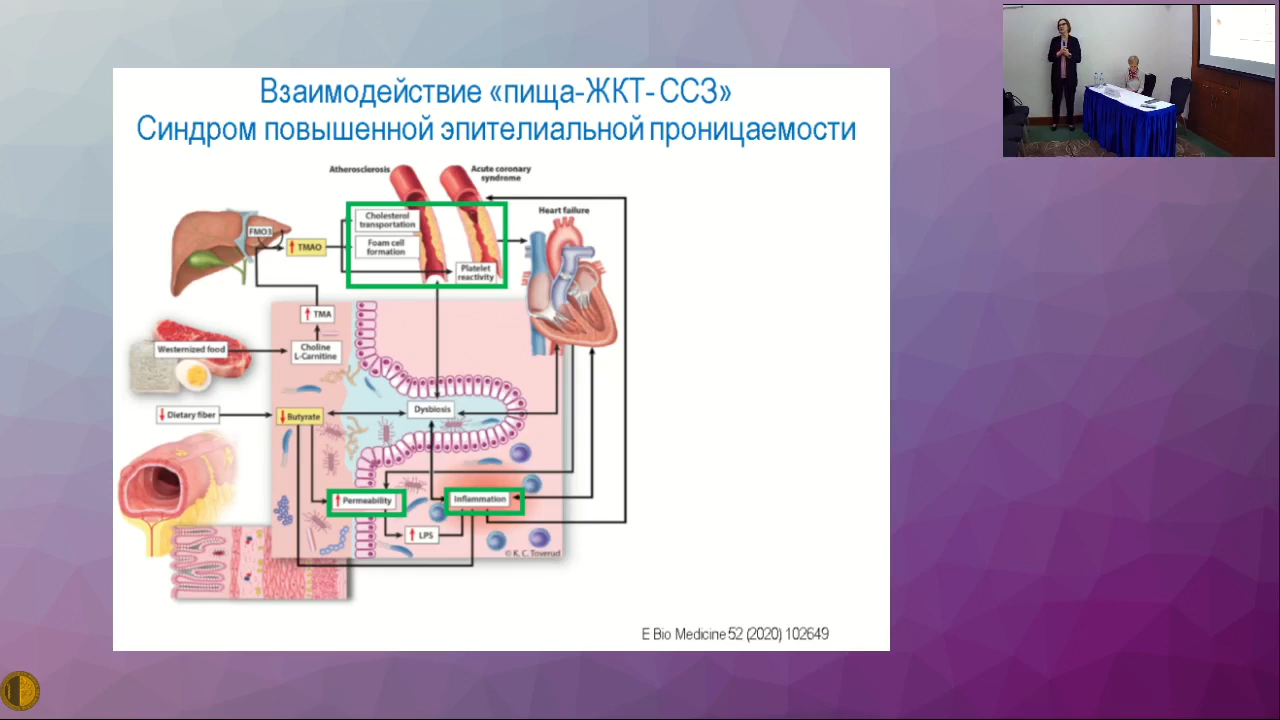 Взаимодействие «пища-ЖКТ- ССЗ»
Синдром повышенной эпителиальной проницаемости
Atherosclerosis
Acute coronary
syndrome
Heart failure
Cholesterol
transportation
FMO3
↑ TMAO
Foam cell
formation
Platelet
reactivity
↑ TMA
Westernized food
Choline
L-Carnitine
↓ Dietary fiber
↓ Butyrate
Dysbiosis
↑ Permeability
Inflammation
↑ LPS
© K. C. Toverud
E Bio Medicine 52 (2020) 102649